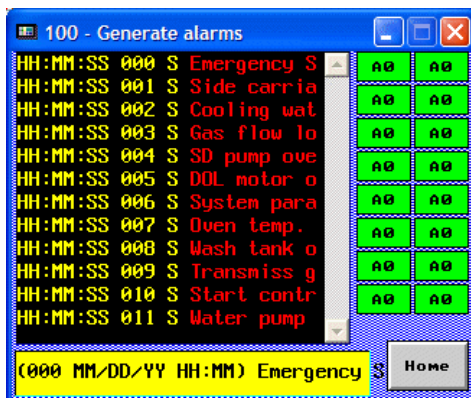 100 - Generate alarms
HH:MM:SS 000 S Emergency S
HH:MM:SS 001 S Side carria
HH:MM:SS 002 S Cooling wat
HH:MM:SS 003 S Gas flow lo
HH:MM:SS 004 S SD pump ove
HH:MM:SS 005 S DOL motor o
HH:MM:SS 006 S System para
HH:MM:SS 007 S Oven temp.
HH:MM:SS 008 S Wash tank o
HH:MM:SS 009 S Transmiss g
HH:MM:SS 010 S Start contr
HH:MM:SS 011 S Water pump
A0 A0
A0 A0
A0 A0
A0 A0
A0 A0
A0 A0
A0 A0
A0 A0
(000 MM/DD/YY HH:MM) Emergency S
Home